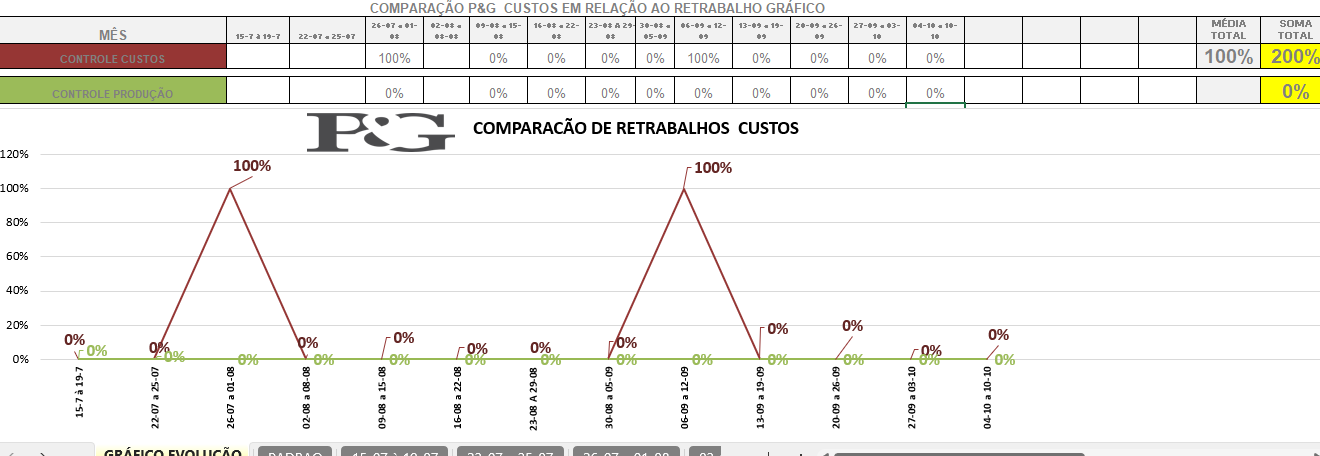 COMPARAÇÃO P&G CUSTOS EM RELAÇÃO AO RETRABALHO GRÁFICO
MÊS 15-7 à 19-7 22-07 a 25-07 26-07 a 01-08 02-08 a 08-08 09-08 a 15-08 16-08 a 22-08 23-08 A 29-08 30-08 a 05-09 06-09 a 12-09 13-09 a 19-09 20-09 a 26-09 27-09 a 03-10 04-10 a 10-10 MÉDIA TOTAL SOMA TOTAL
CONTROLE CUSTOS 100% 0% 0% 0% 0% 100% 0% 0% 0% 0% 100% 200%
CONTROLE PRODUÇÃO 0% 0% 0% 0% 0% 0% 0% 0% 0% 0% 0%
P&G COMPARACÃO DE RETRABALHOS CUSTOS
120%
100%
80%
60%
40%
20%
0%
100% 100%
0% 0% 0% 0% 0% 0% 0% 0% 0% 0% 0%
0% 0% 0% 0% 0% 0% 0% 0% 0% 0% 0% 0% 0%
15-7 à 19-7
22-07 a 25-07
26-07 a 01-08
02-08 a 08-08
09-08 a 15-08
16-08 a 22-08
23-08 A 29-08
30-08 a 05-09
06-09 a 12-09
13-09 a 19-09
20-09 a 26-09
27-09 a 03-10
04-10 a 10-10
GRÁFICO EVOLUÇÃO PADRAO 15-07 à 19-07 22-07 a 25-07 26-07 a 01-08 02